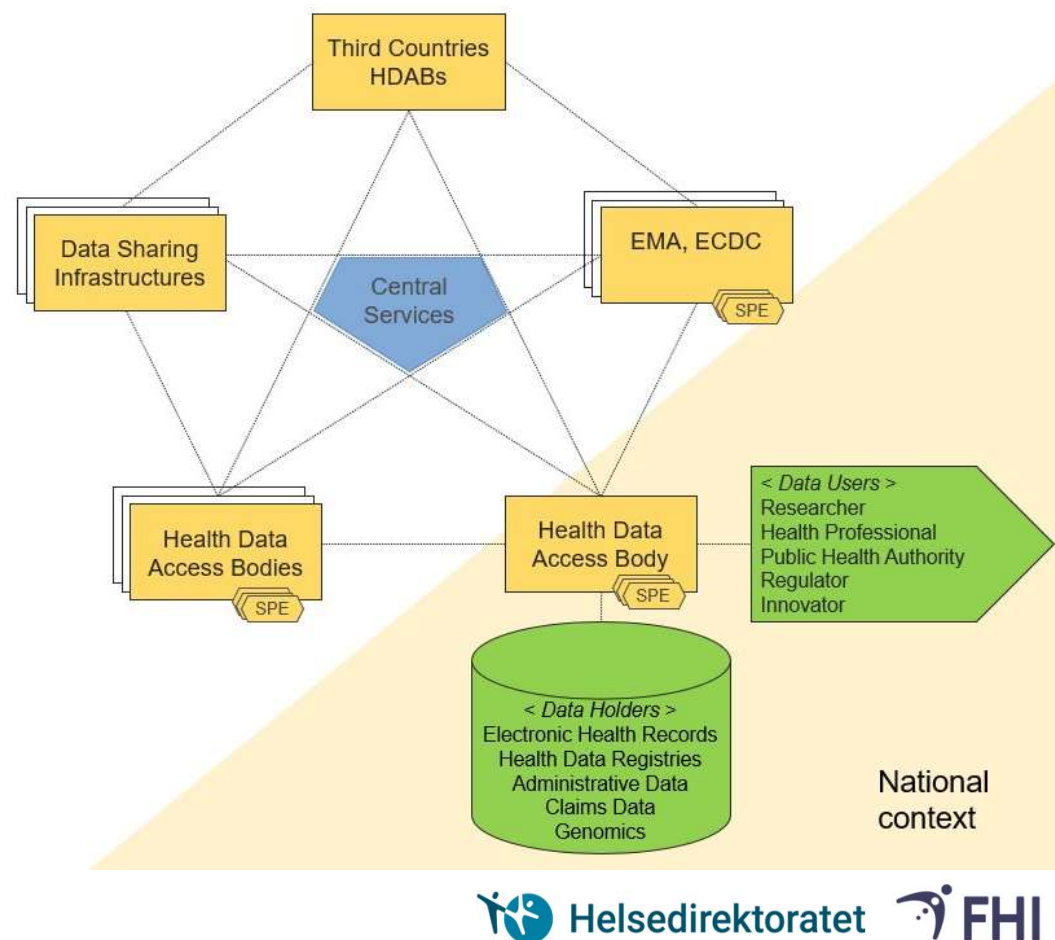 Third Countries
HDABs
Data Sharing
Infrastructures
EMA, ECDC
SPE
Central
Services
Health Data
Access Bodies
SPE
Health Data
Access Body
SPE
< Data Users >
Researcher
Health Professional
Public Health Authority
Regulator
Innovator
< Data Holders >
Electronic Health Records
Health Data Registries
Administrative Data
Claims Data
Genomics
National
context
Helsedirektoratet
FHI